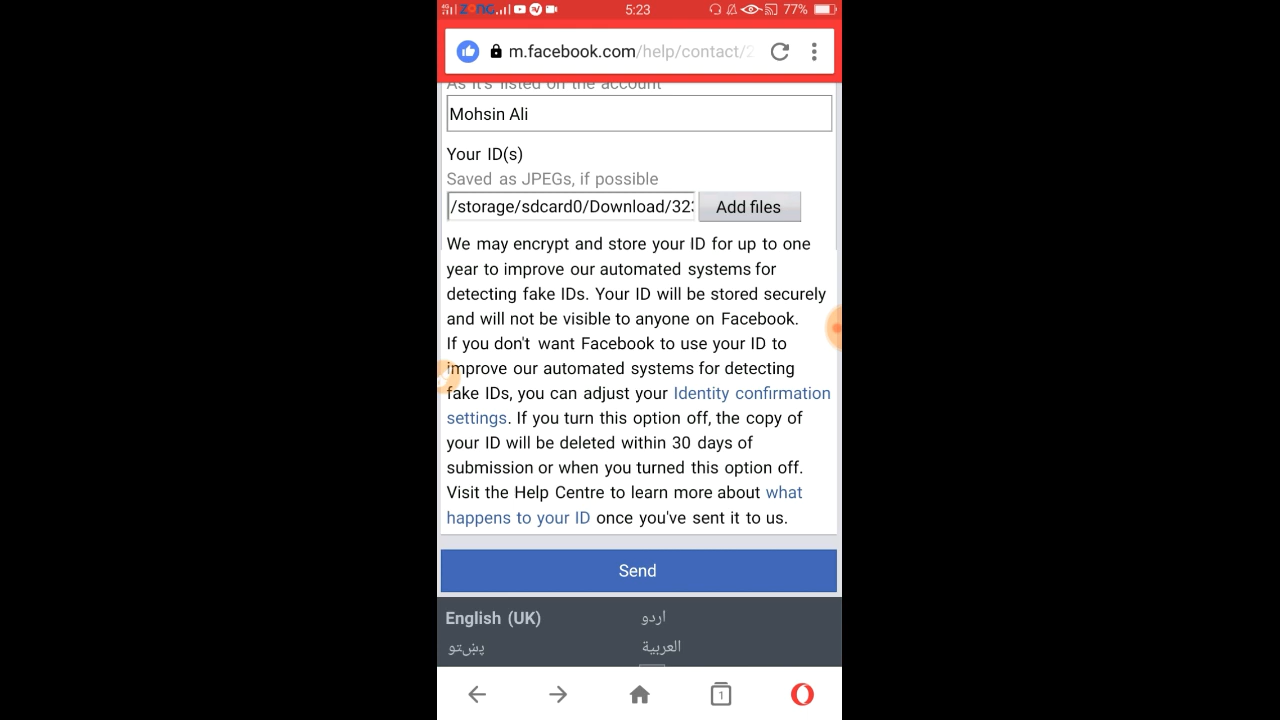 zong
5:23
77%
m.facebook.com/help/contact/2
As it's listed on the account
Mohsin Ali
Your ID(s)
Saved as JPEGs, if possible
/storage/sdcard0/Download/323
Add files
We may encrypt and store your ID for up to one
year to improve our automated systems for
detecting fake IDs. Your ID will be stored securely
and will not be visible to anyone on Facebook.
If you don't want Facebook to use your ID to
improve our automated systems for detecting
fake IDs, you can adjust your Identity confirmation
settings. If you turn this option off, the copy of
your ID will be deleted within 30 days of
submission or when you turned this option off.
Visit the Help Centre to learn more about what
happens to your ID once you've sent it to us.
Send
English (UK)
اردو
پښتو
العربية
1